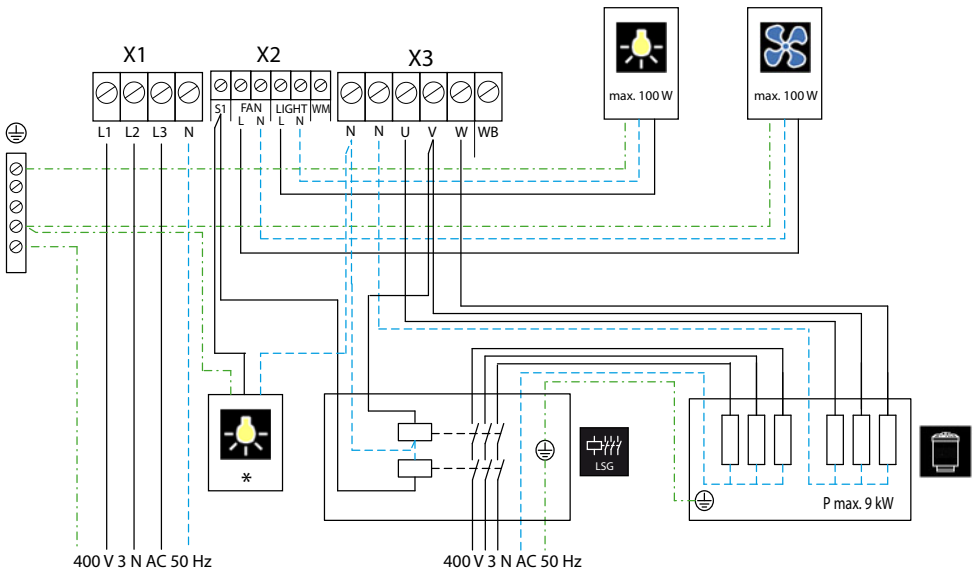 X1 X2 X3
max. 100 W max. 100 W
S1 FAN LIGHT WM
L N L N
L1 L2 L3 N
N N U V W WB
*
LSG
P max. 9 kW
400 V 3 N AC 50 Hz 400 V 3 N AC 50 Hz